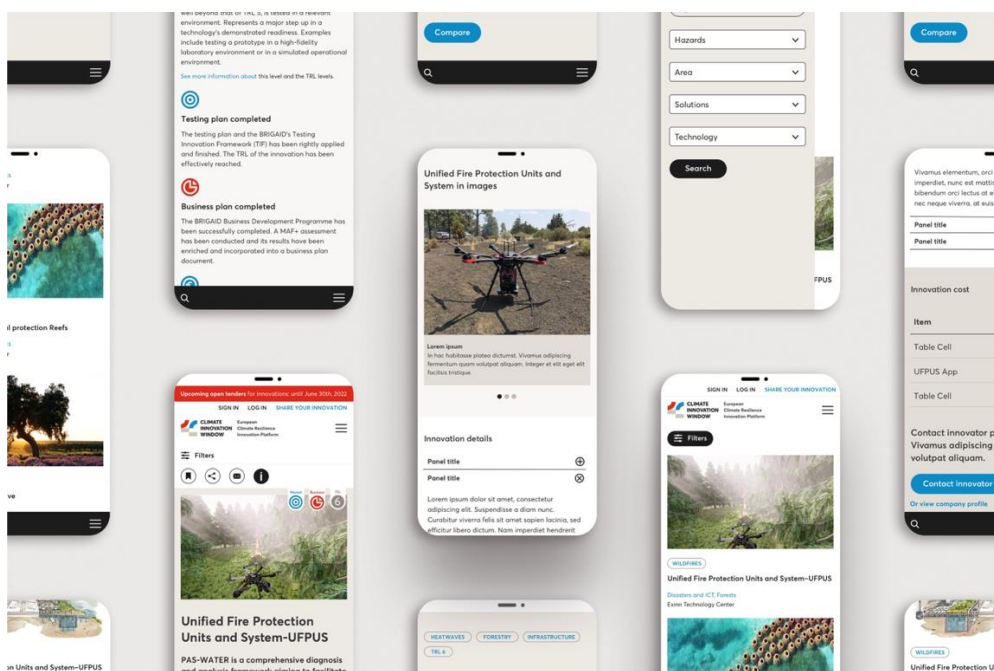 well beyond that of TRL 5, is tested in a relevant
environment. Represents a major step up in a
technology's demonstrated readiness. Examples
include testing a prototype in a high-fidelity
laboratory environment or in a simulated operational
environment.
See more information about this level and the TRL levels.
Testing plan completed
The testing plan and the BRIGAID's Testing
Innovation Framework (TIF) has been rightly applied
and finished. The TRL of the innovation has been
effectively reached.
Business plan completed
The BRIGAID Business Development Programme has
been successfully completed. A MAF+ assessment
has been conducted and its results have been
enriched and incorporated into a business plan
document.
Compare
Hazards
Area
Solutions
Technology
Search
FPUS
Compare
l protection Reefs
ve
on Units and System-UFPUS
Upcoming open tenders for Innovations: until June 30th, 2022
SIGN IN LOG IN SHARE YOUR INNOVATION
CLIMATE
INNOVATION
WINDOW
European
Climate Resilience
Innovation Platform
Filters
6
Unified Fire Protection
Units and System-UFPUS
PAS-WATER is a comprehensive diagnosis
and analysis framework aiming to facilitate
Unified Fire Protection Units and
System in images
Lorem ipsum
In hac habitasse platea dictumst. Vivamus adipiscing
fermentum quam volutpat aliquam. Integer et elit eget elit
facilisis tristique.
Innovation details
Panel title
Panel title
Lorem ipsum dolor sit amet, consectetur
adipiscing elit. Suspendisse a diam nunc.
Curabitur viverra felis sit amet sapien lacinia, sed
efficitur libero dictum. Nam imperdiet hendrerit
HEATWAVES FORESTRY INFRASTRUCTURE
TRL 6
SIGN IN LOG IN SHARE YOUR INNOVATION
CLIMATE
INNOVATION
WINDOW
European
Climate Resilience
Innovation Platform
Filters
WILDFIRES
Unified Fire Protection Units and System-UFPUS
Disasters and ICT, Forests
Exinn Technology Center
Vivamus elementum, orci
imperdiet, nunc est mattis
bibendum orci lectus at e
nec neque viverra, at euis
Panel title
Panel title
Innovation cost
Item
Table Cell
UFPUS App
Table Cell
Contact innovator p
Vivamus adipiscing
volutpat aliquam.
Contact innovator
Or view company profile
WILDFIRES
Unified Fire Protection U